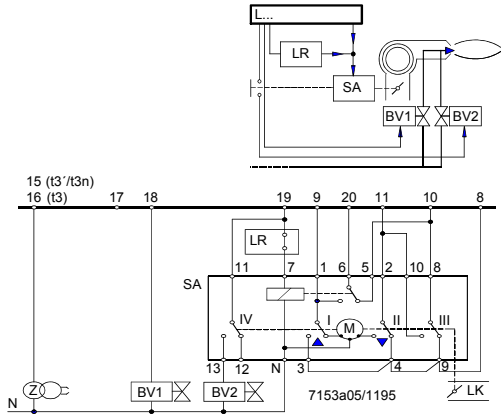 L...
LR
SA
BV1 BV2
15 (t3´/t3n)
16 (t3) 17 18 19 9 20 11 10 8
LR
11 7 1 6 5 2 10 8
SA
IV I M II III
13 12 N 3 4 9
Z BV1 BV2 7153a05/1195 LK
N